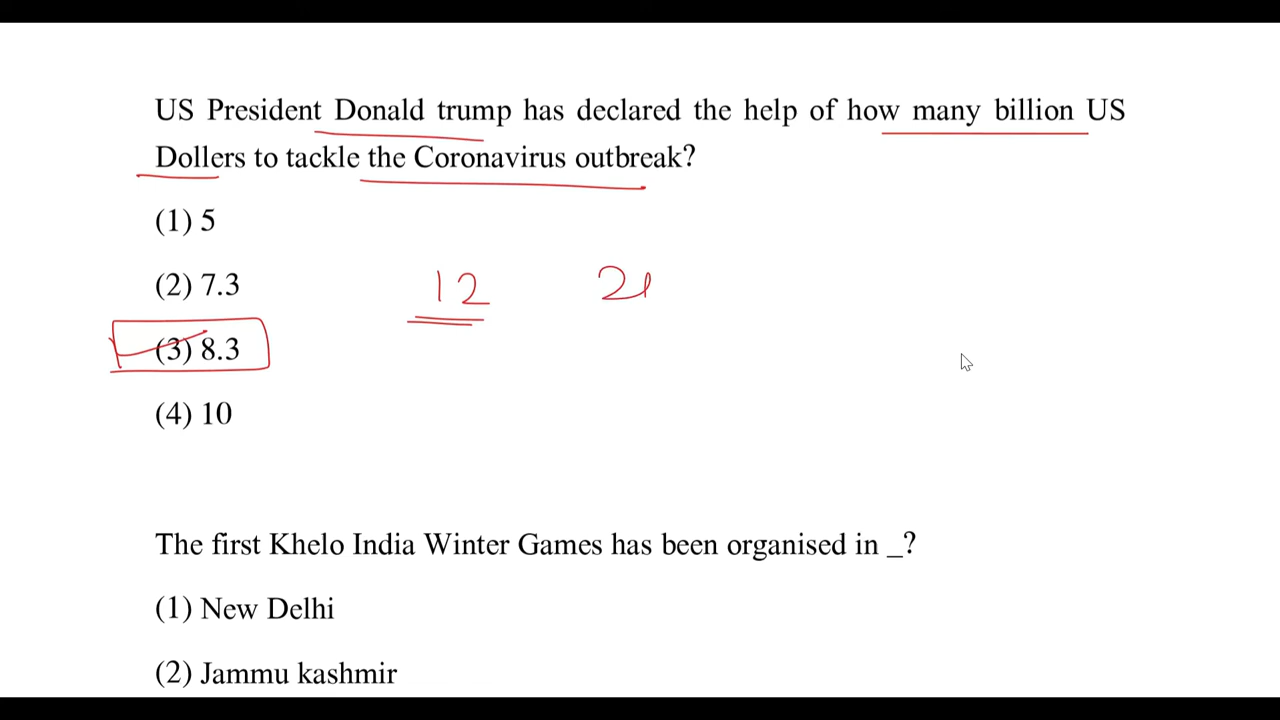 US President Donald trump has declared the help of how many billion US
Dollers to tackle the Coronavirus outbreak?
(1) 5
(2) 7.3
12
(3) 8.3
(4) 10
The first Khelo India Winter Games has been organised in _?
(1) New Delhi
(2) Jammu kashmir